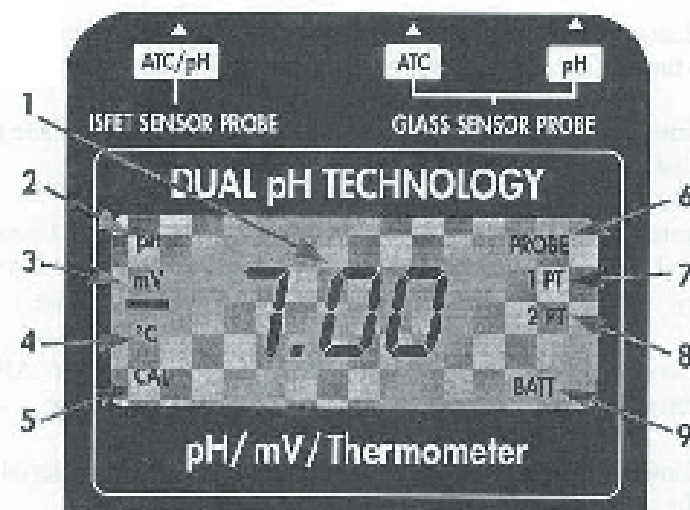 ATC/pH ATC pH
ISFET SENSOR PROBE GLASS SENSOR PROBE
DUAL pH TECHNOLOGY
1
2
3
4
5
pH
mV
°C
CAL
7.00
PROBE
1 PT
2 PT
BATT
6
7
8
9
pH/mV/Thermometer